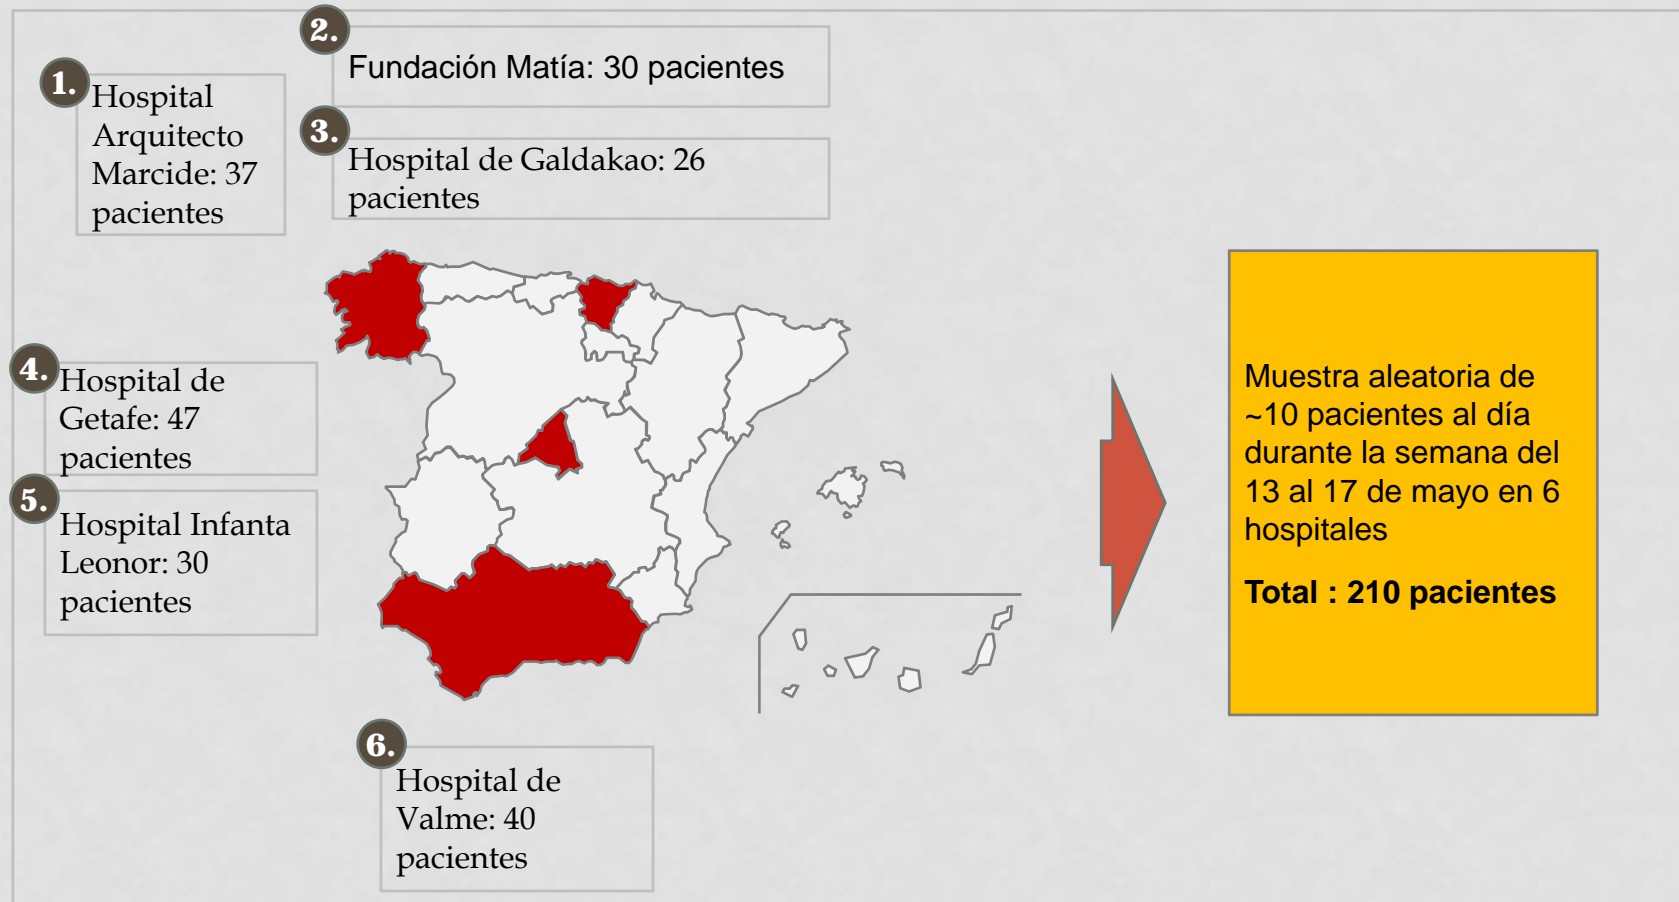 1.
Hospital
Arquitecto
Marcide: 37
pacientes
2.
Fundación Matía: 30 pacientes
3.
Hospital de Galdakao: 26
pacientes
4.
Hospital de
Getafe: 47
pacientes
5.
Hospital Infanta
Leonor: 30
pacientes
6.
Hospital de
Valme: 40
pacientes
Muestra aleatoria de
~10 pacientes al día
durante la semana del
13 al 17 de mayo en 6
hospitales
Total : 210 pacientes